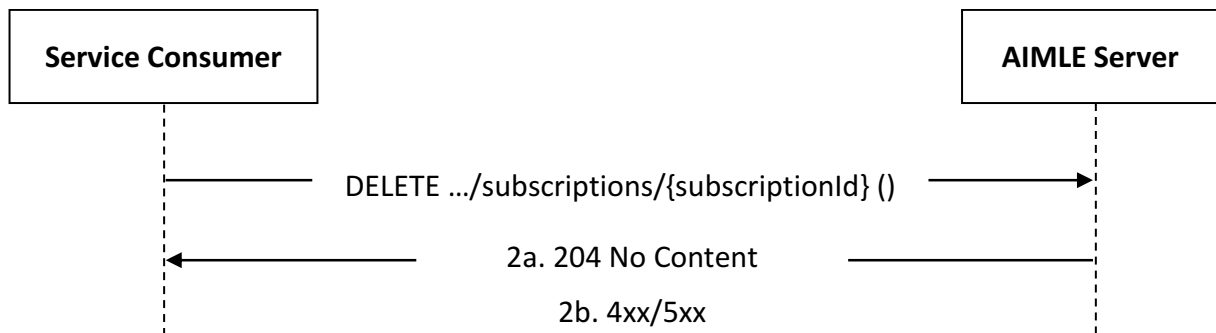 Service Consumer
AIMLE Server
DELETE .../subscriptions/{subscriptionId} ()
2a. 204 No Content
2b. 4xx/5xx